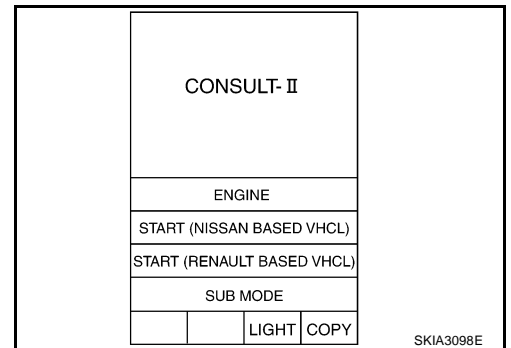 CONSULT-Ⅱ
ENGINE
START (NISSAN BASED VHCL)
START (RENAULT BASED VHCL)
SUB MODE
LIGHT COPY
SKIA3098E